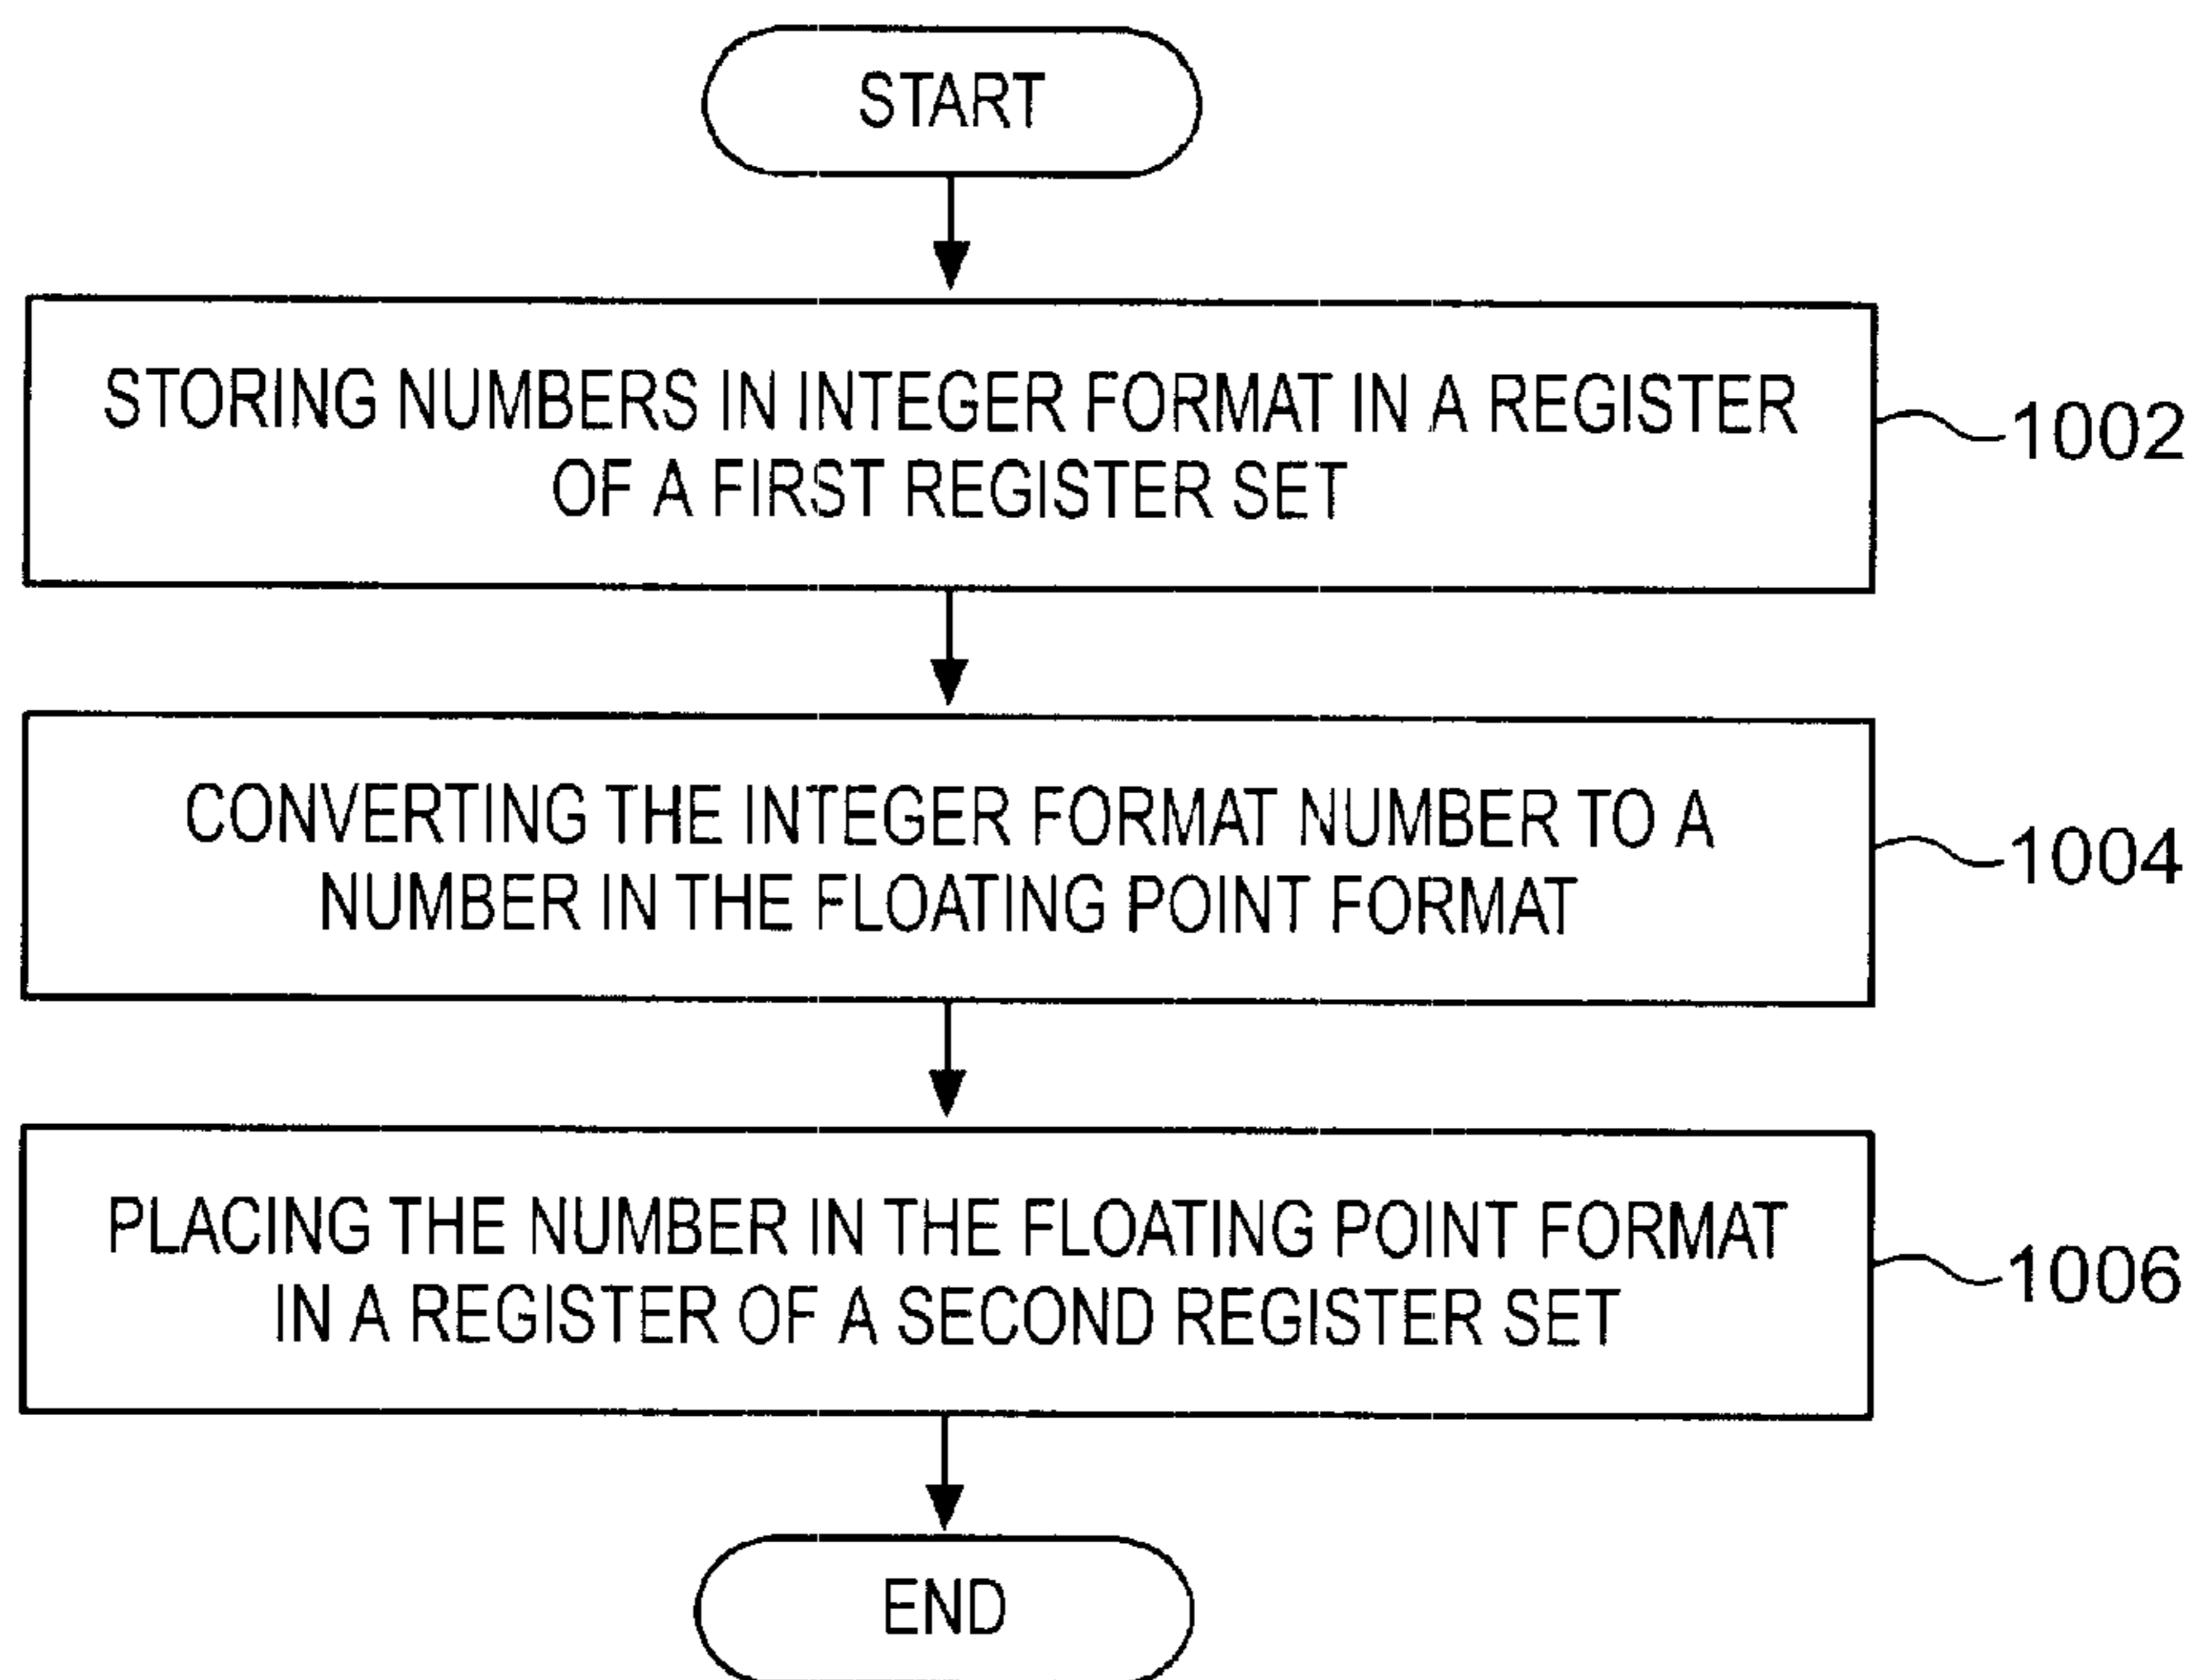 START
STORING NUMBERS IN INTEGER FORMAT IN A REGISTER
OF A FIRST REGISTER SET
1002
CONVERTING THE INTEGER FORMAT NUMBER TO A
NUMBER IN THE FLOATING POINT FORMAT
1004
PLACING THE NUMBER IN THE FLOATING POINT FORMAT
IN A REGISTER OF A SECOND REGISTER SET
1006
END